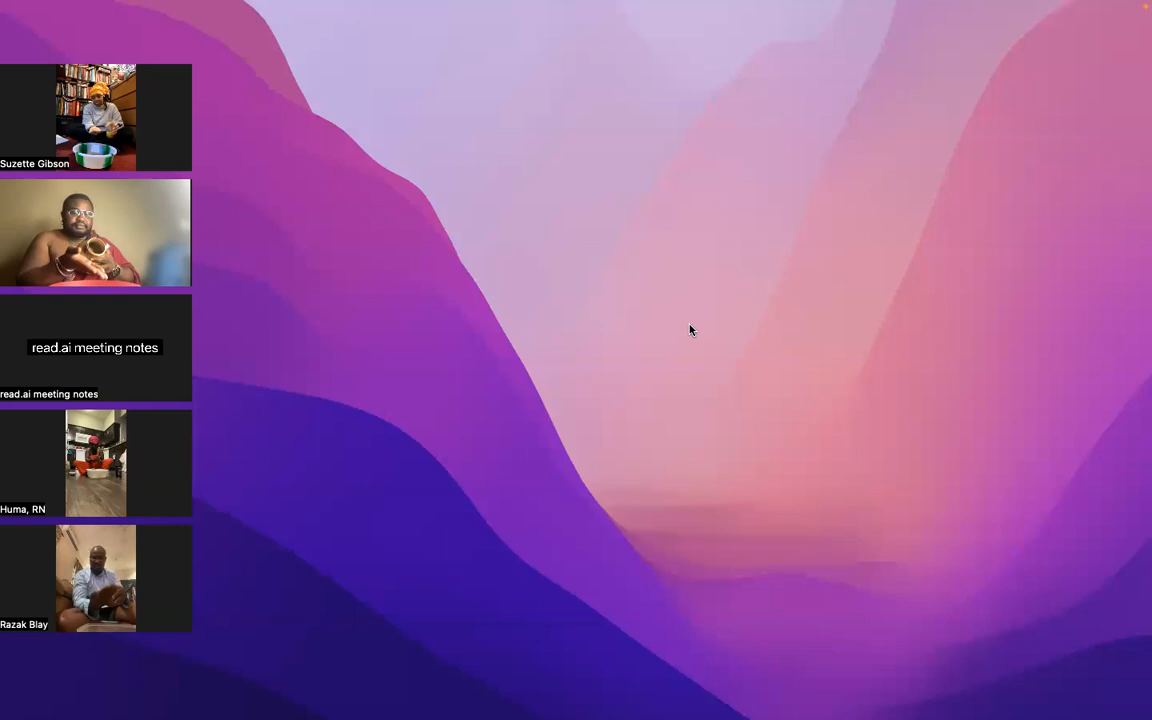 Suzette Gibson
read.ai meeting notes
read.ai meeting notes
Huma, RN
Razak Blay